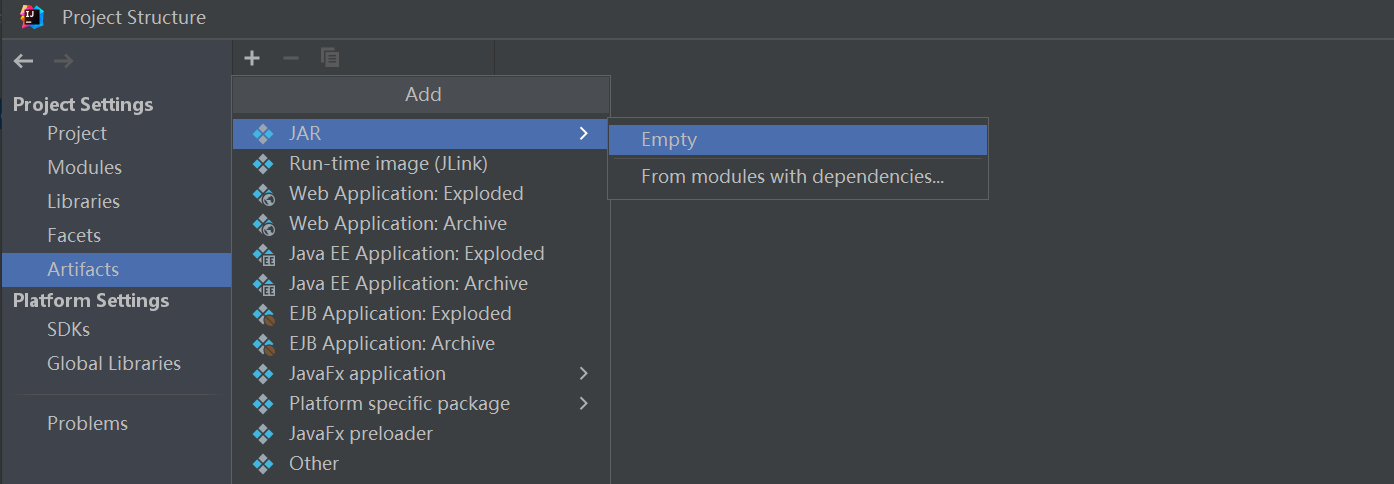 Project Structure
Project Settings
Project
Modules
Libraries
Facets
Artifacts
Platform Settings
SDKs
Global Libraries
Problems
Add
JAR
Run-time image (JLink)
Web Application: Exploded
Web Application: Archive
Java EE Application: Exploded
Java EE Application: Archive
EJB Application: Exploded
EJB Application: Archive
JavaFx application
Platform specific package
JavaFx preloader
Other
Empty
From modules with dependencies...